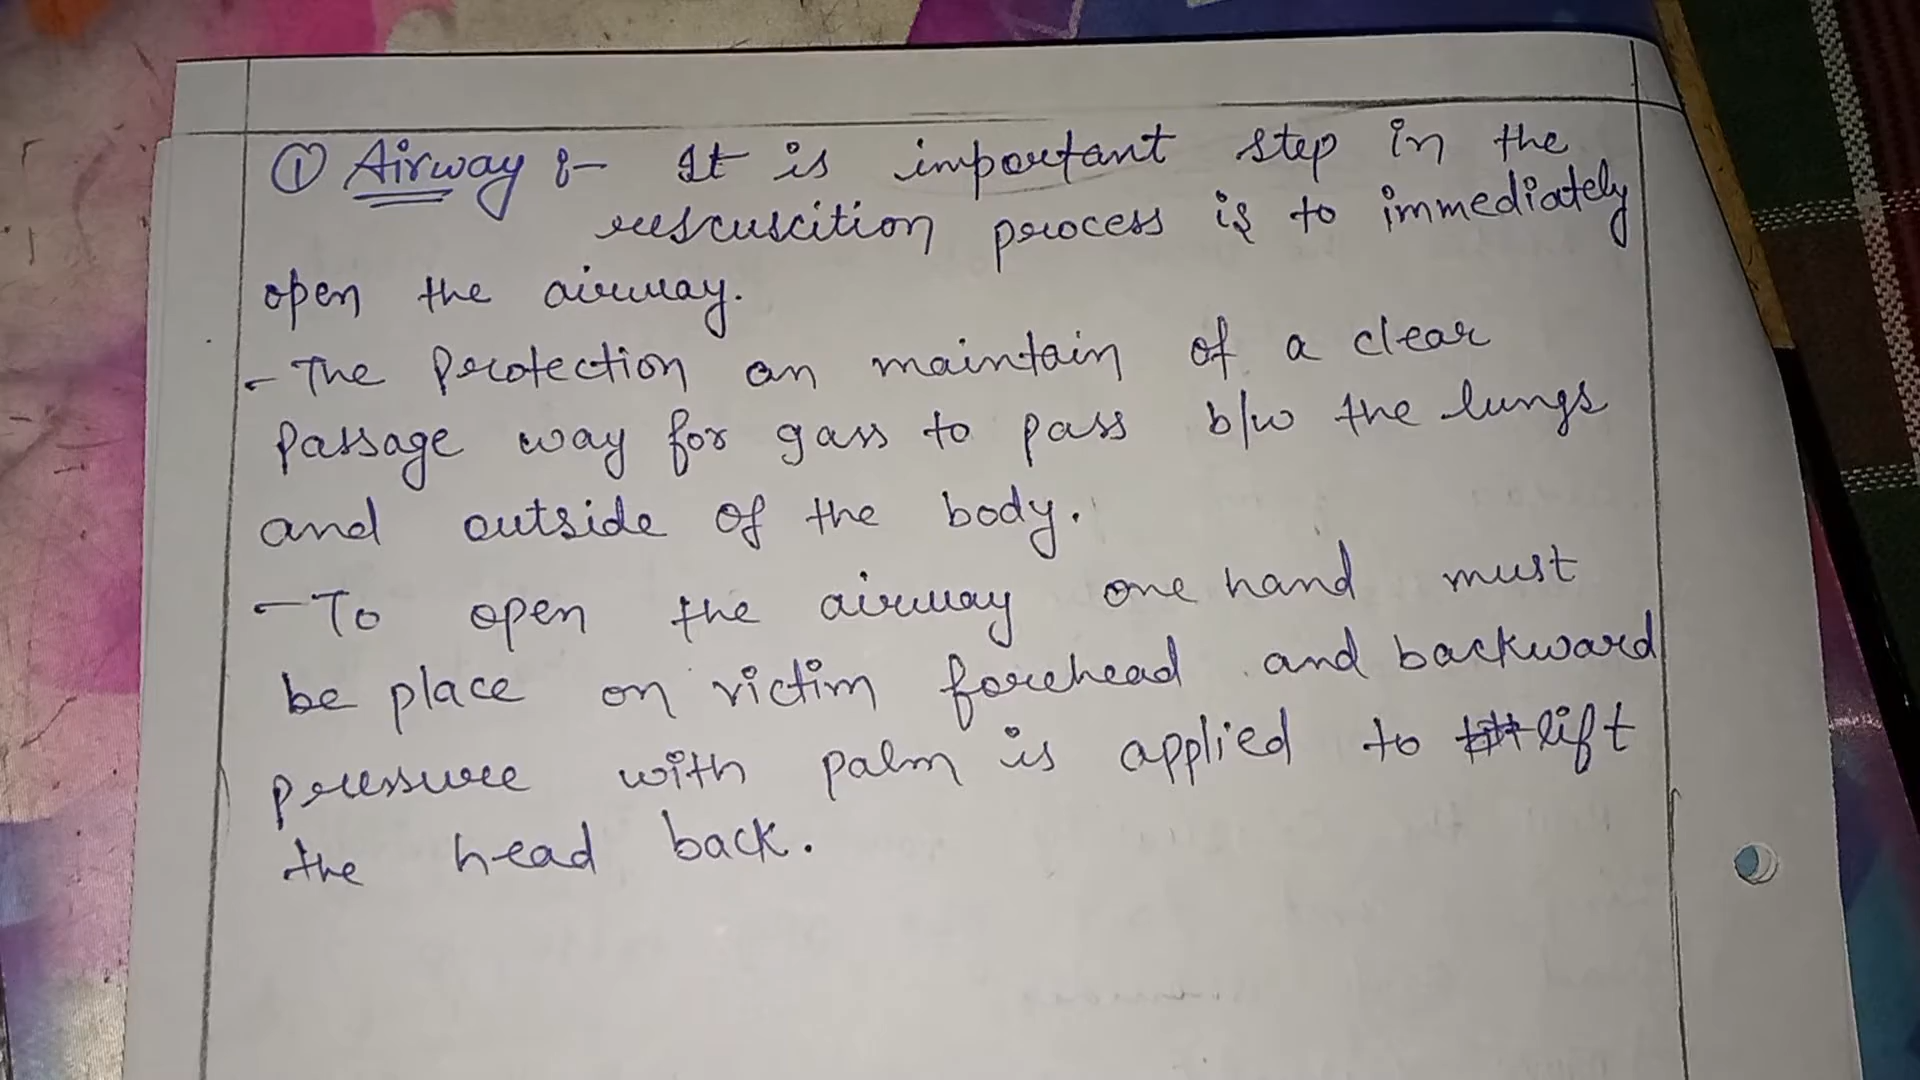 ① Airway :- It is important step in the
rescuscition process is to immediately
open the airway.
- The Protection an maintain of a clear
Passage way for gass to pass b/w the lungs
and outside of the body.
- To open the airway one hand must
be place on victim forehead and backward
pressure with palm is applied to lift
the head back.